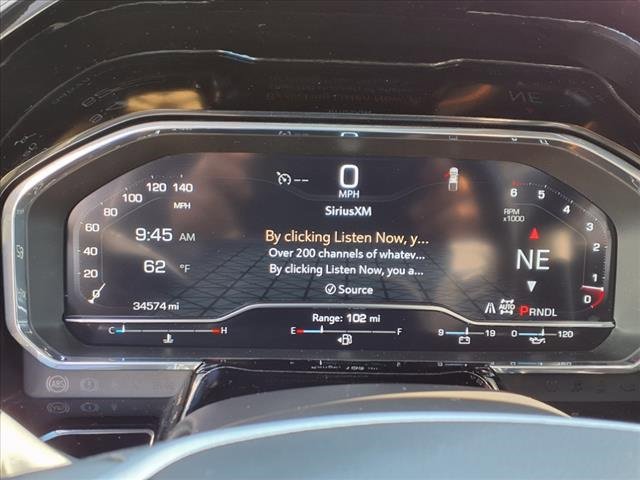 0
MPH
SiriusXM
By clicking Listen Now, y...
Over 200 channels of whatev...
By clicking Listen Now, you a...
Source
0 20 40 60 80 100 120 140
MPH
9:45 AM
62 °F
34574 mi
6 5 4 3 2 1 0
RPM
x1000
NE
AUTO
PRNDL
C H
Range: 102 mi
E F
9 19
0 120
ABS